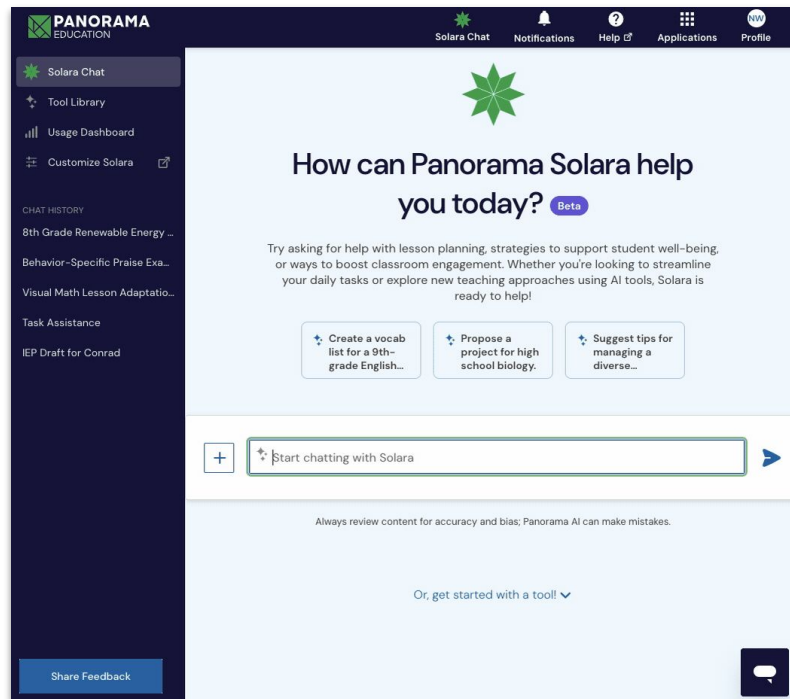 PANORAMA
EDUCATION
Solara Chat
Notifications
Help
Applications
NW
Profile
Solara Chat
Tool Library
Usage Dashboard
Customize Solara
CHAT HISTORY
8th Grade Renewable Energy ...
Behavior-Specific Praise Exa...
Visual Math Lesson Adaptatio...
Task Assistance
IEP Draft for Conrad
Share Feedback
How can Panorama Solara help
you today? Beta
Try asking for help with lesson planning, strategies to support student well-being,
or ways to boost classroom engagement. Whether you're looking to streamline
your daily tasks or explore new teaching approaches using AI tools, Solara is
ready to help!
Create a vocab
list for a 9th-
grade English...
Propose a
project for high
school biology.
Suggest tips for
managing a
diverse...
Start chatting with Solara
Always review content for accuracy and bias; Panorama AI can make mistakes.
Or, get started with a tool!